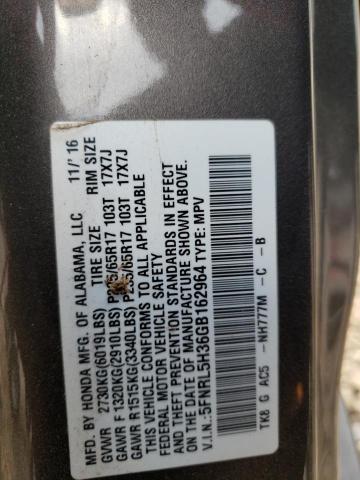 MFD. BY HONDA MFG. OF ALABAMA, LLC 11/'16
TIRE SIZE RIM SIZE
GVWR 2730KG(6019LBS)
GAWR F1320KG(2910LBS) P235/65R17 103T 17X7J
GAWR R1515KG(3340LBS) P235/65R17 103T 17X7J
THIS VEHICLE CONFORMS TO ALL APPLICABLE
FEDERAL MOTOR VEHICLE SAFETY AND THEFT PREVENTION STANDARDS IN
EFFECT ON THE DATE OF MANUFACTURE SHOWN ABOVE.
V.I.N.:5FNRL5H36GB162964 TYPE: MPV
TK8 G AC5 -NH777M -C -B